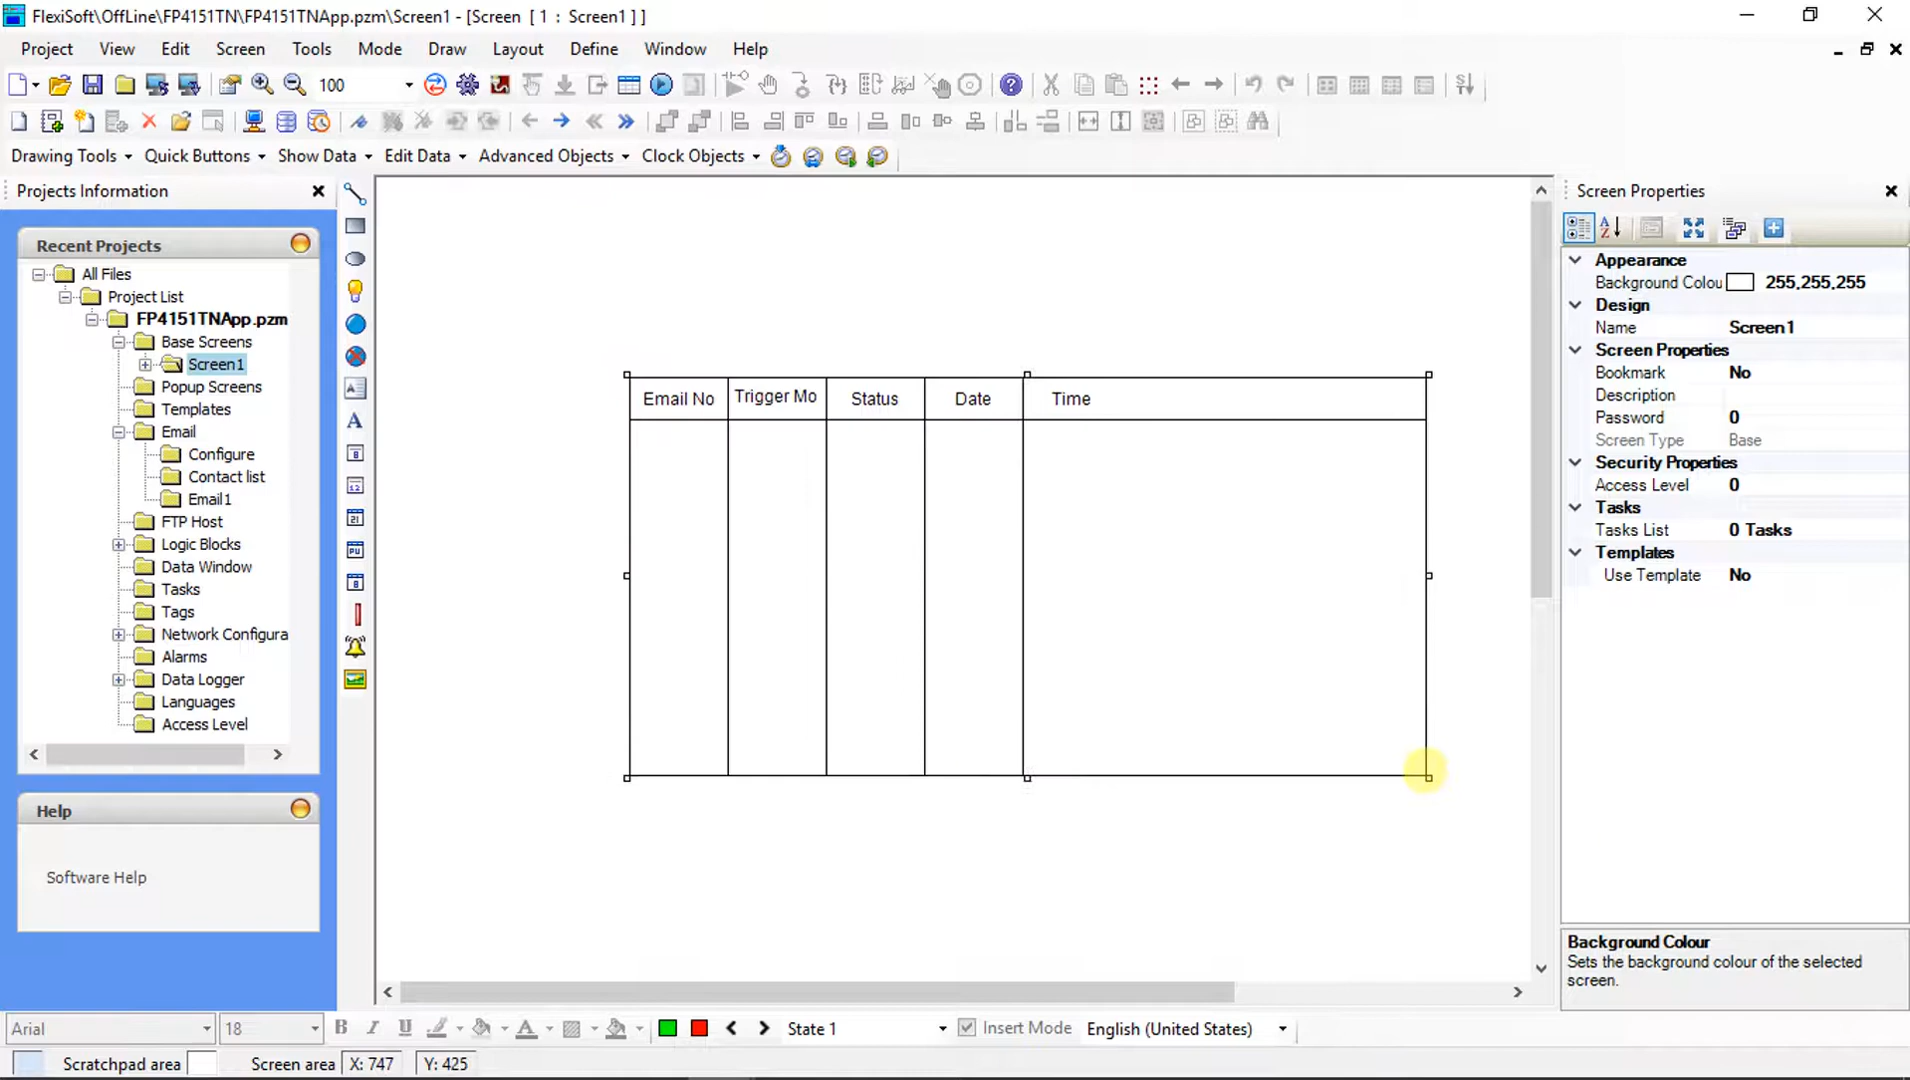 FlexiSoft\OffLine\FP4151TN\FP4151TNApp.pzm\Screen1 - [Screen [ 1 : Screen1 ] ]
Project View Edit Screen Tools Mode Draw Layout Define Window Help
100
Drawing Tools Quick Buttons Show Data Edit Data Advanced Objects Clock Objects
Projects Information
Recent Projects
All Files
Project List
FP4151TNApp.pzm
Base Screens
Screen1
Popup Screens
Templates
Email
Configure
Contact list
Email1
FTP Host
Logic Blocks
Data Window
Tasks
Tags
Network Configura
Alarms
Data Logger
Languages
Access Level
Help
Software Help
Email No Trigger Mo Status Date Time
Screen Properties
Appearance
Background Colou 255,255,255
Design
Name Screen1
Screen Properties
Bookmark No
Description
Password 0
Screen Type Base
Security Properties
Access Level 0
Tasks
Tasks List 0 Tasks
Templates
Use Template No
Background Colour
Sets the background colour of the selected
screen.
Arial 18 B I U A State 1 Insert Mode English (United States)
Scratchpad area Screen area X: 747 Y: 425